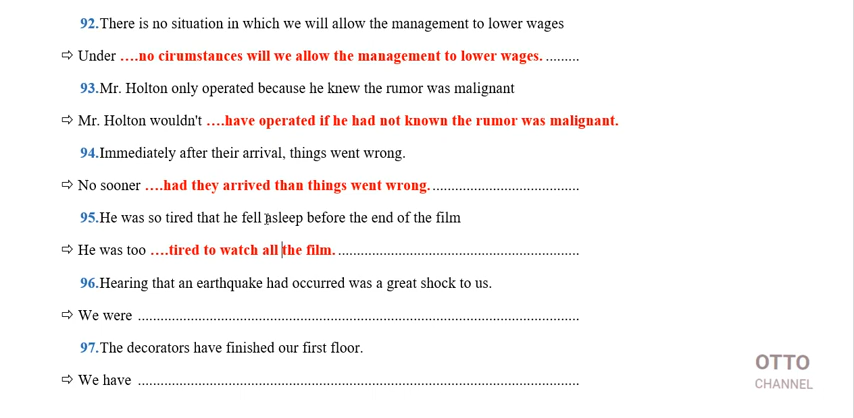 92.There is no situation in which we will allow the management to lower wages
⇨ Under ….no cirumstances will we allow the management to lower wages. .........
93.Mr. Holton only operated because he knew the rumor was malignant
⇨ Mr. Holton wouldn't ….have operated if he had not known the rumor was malignant.
94.Immediately after their arrival, things went wrong.
⇨ No sooner ….had they arrived than things went wrong.......................................
95.He was so tired that he fell asleep before the end of the film
⇨ He was too ….tired to watch all the film.................................................................
96.Hearing that an earthquake had occurred was a great shock to us.
⇨ We were ......................................................................................................................
97.The decorators have finished our first floor.
⇨ We have ......................................................................................................................
OTTO
CHANNEL